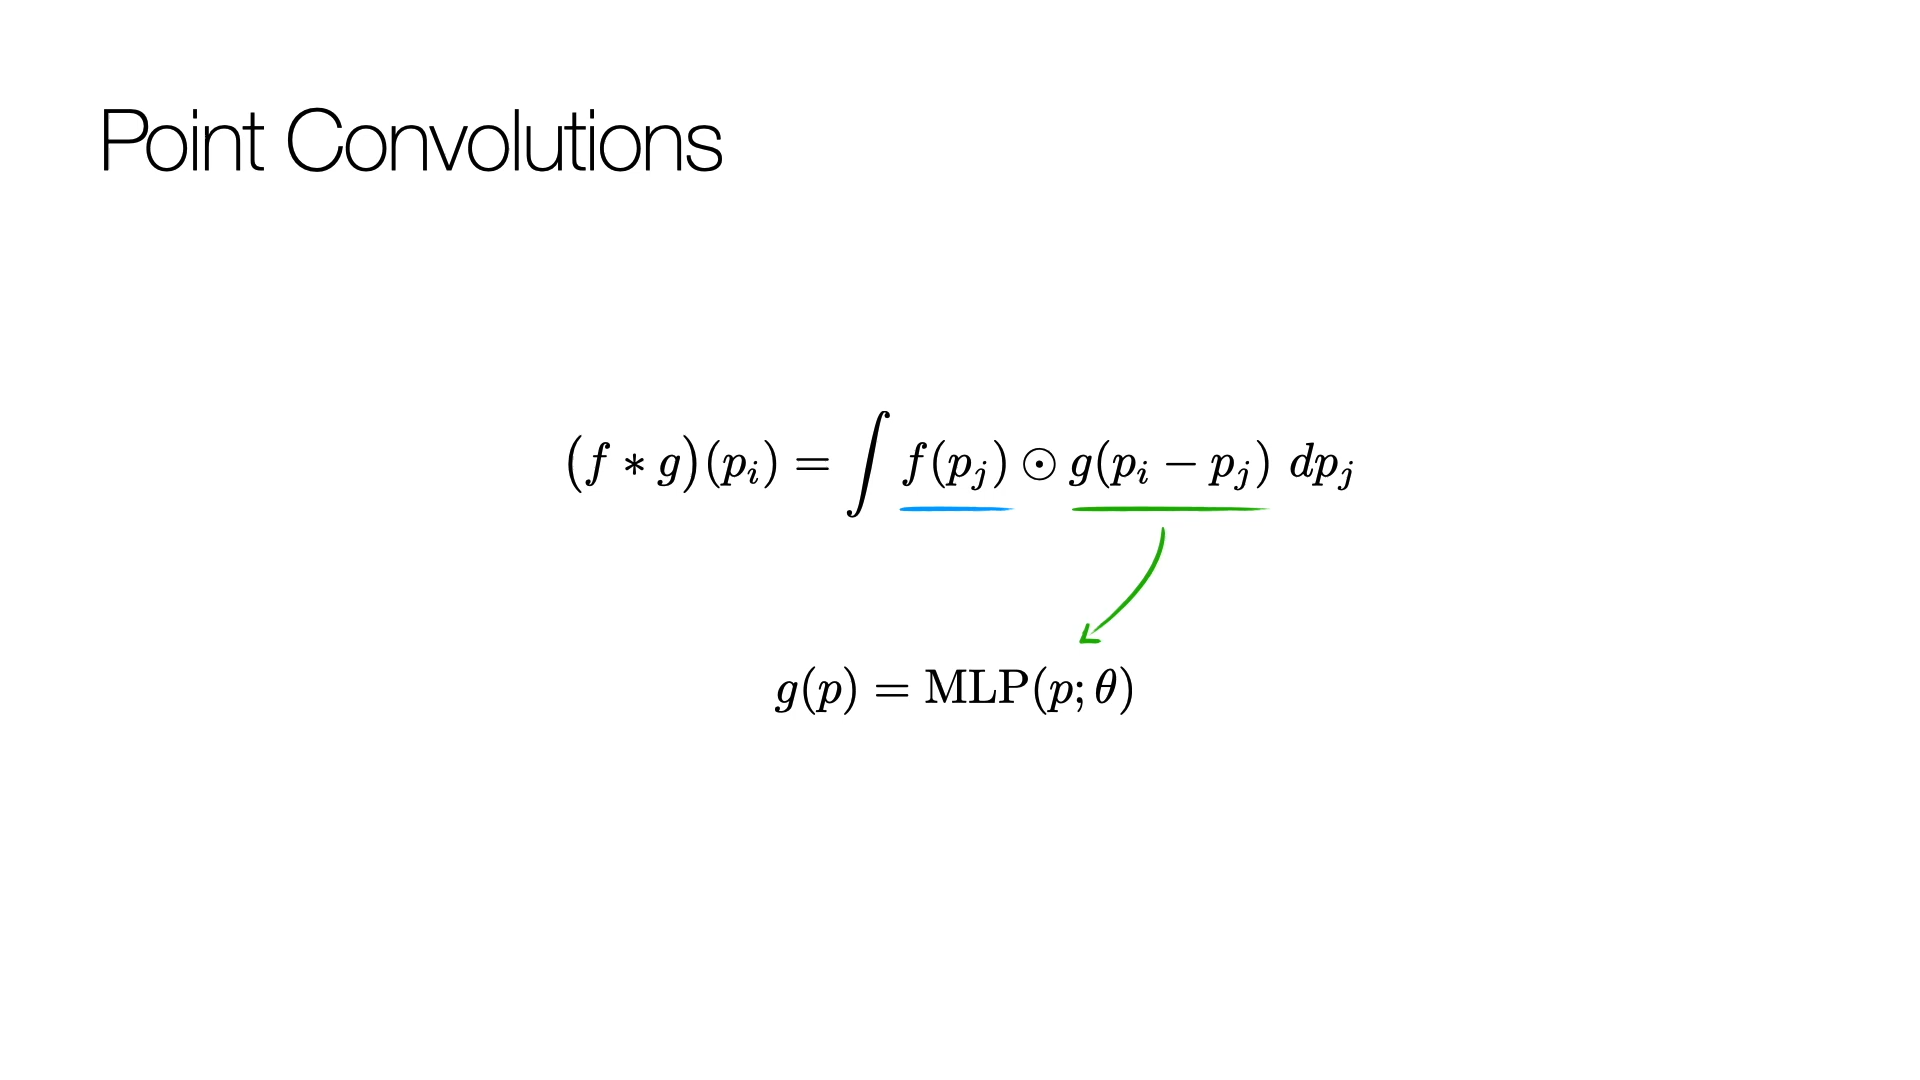 Point Convolutions
(f ∗ g)(pᵢ) = ∫ f(pⱼ) ⊙ g(pᵢ − pⱼ) dpⱼ
g(p) = MLP(p; θ)